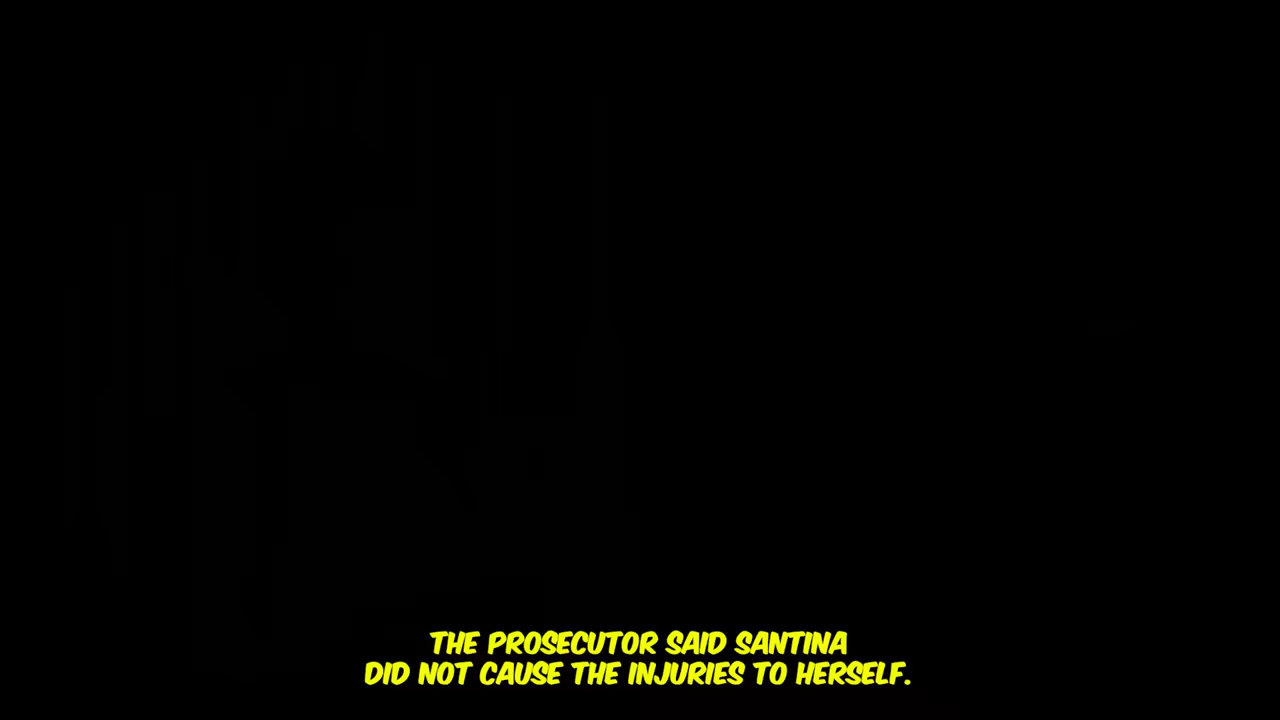 THE PROSECUTOR SAID SANTINA
DID NOT CAUSE THE INJURIES TO HERSELF.